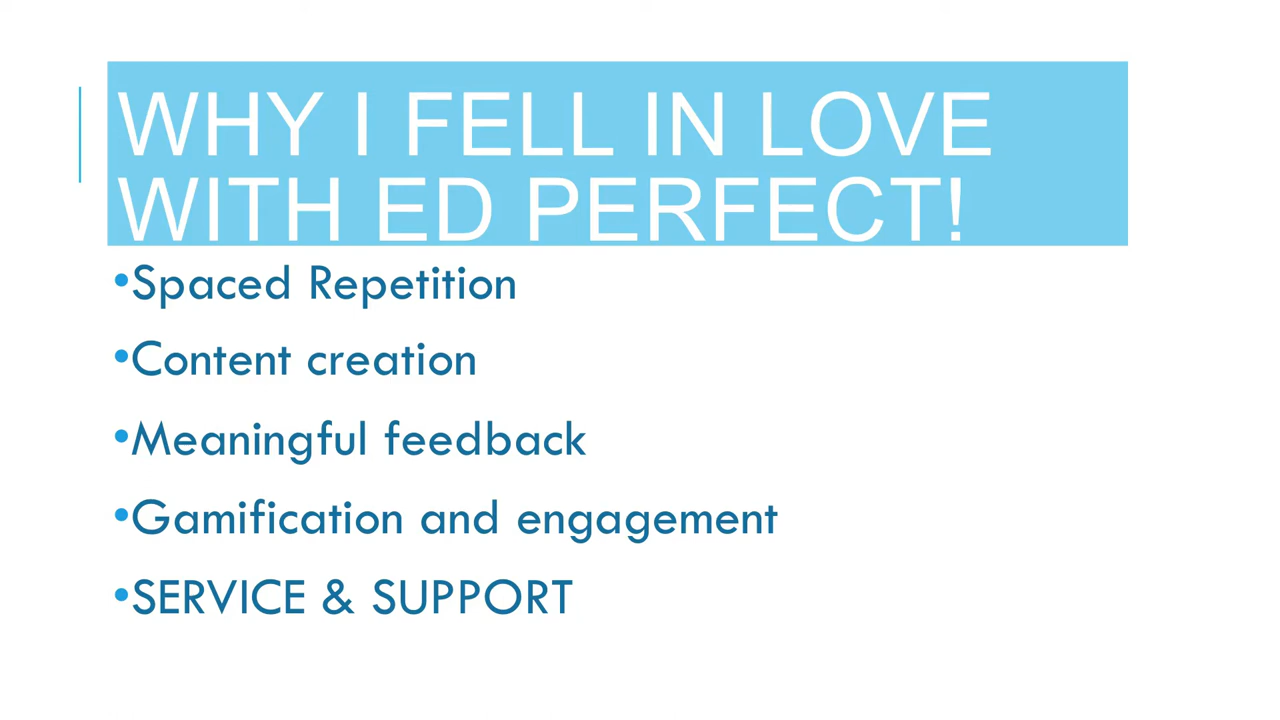 WHY I FELL IN LOVE
WITH ED PERFECT!
•Spaced Repetition
•Content creation
•Meaningful feedback
•Gamification and engagement
•SERVICE & SUPPORT